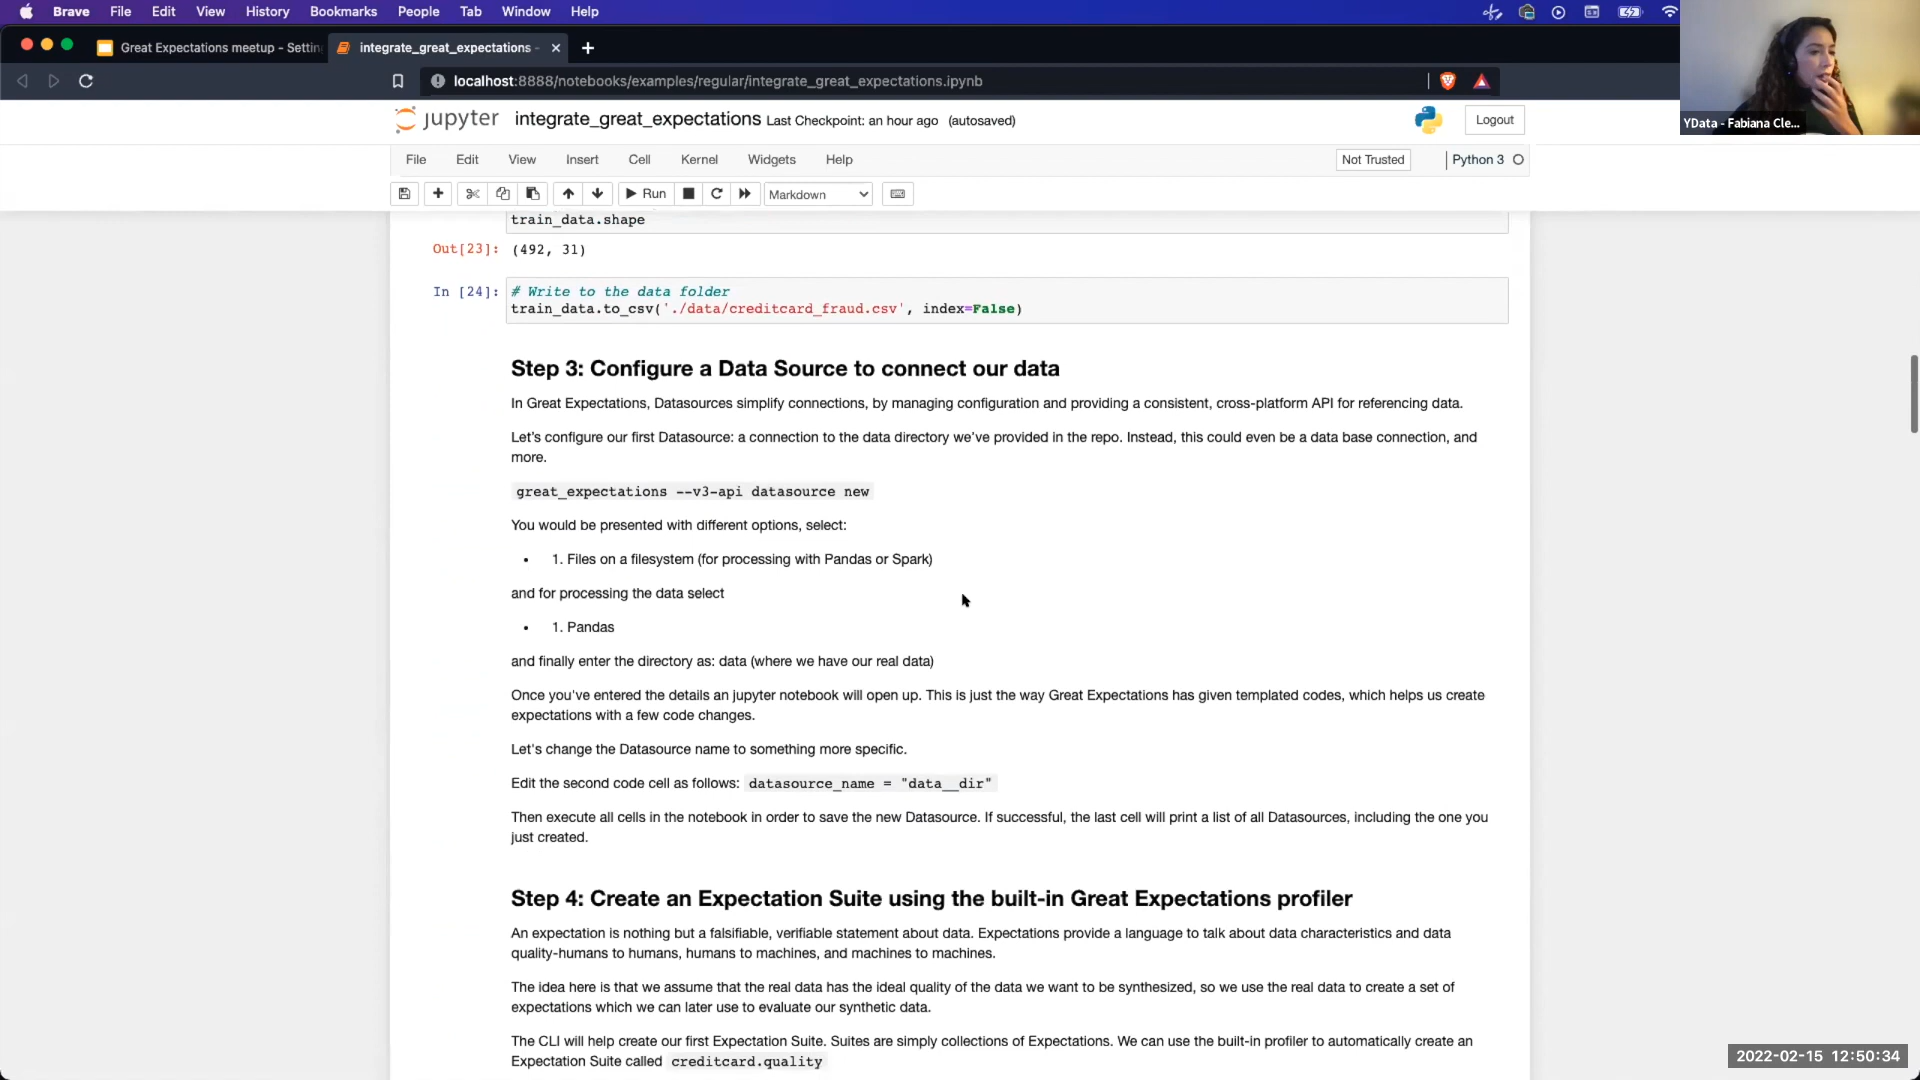 Brave File Edit View History Bookmarks People Tab Window Help
Great Expectations meetup - Settin
integrate_great_expectations -
localhost:8888/notebooks/examples/regular/integrate_great_expectations.ipynb
YData - Fabiana Cle...
jupyter integrate_great_expectations Last Checkpoint: an hour ago (autosaved)
Logout
File Edit View Insert Cell Kernel Widgets Help
Not Trusted
Python 3
Run
Markdown
train_data.shape
Out[23]: (492, 31)
In [24]: # Write to the data folder
train_data.to_csv('./data/creditcard_fraud.csv', index=False)
Step 3: Configure a Data Source to connect our data
In Great Expectations, Datasources simplify connections, by managing configuration and providing a consistent, cross-platform API for referencing data.
Let's configure our first Datasource: a connection to the data directory we've provided in the repo. Instead, this could even be a data base connection, and
more.
great_expectations --v3-api datasource new
You would be presented with different options, select:
• 1. Files on a filesystem (for processing with Pandas or Spark)
and for processing the data select
• 1. Pandas
and finally enter the directory as: data (where we have our real data)
Once you've entered the details an jupyter notebook will open up. This is just the way Great Expectations has given templated codes, which helps us create
expectations with a few code changes.
Let's change the Datasource name to something more specific.
Edit the second code cell as follows: datasource_name = "data__dir"
Then execute all cells in the notebook in order to save the new Datasource. If successful, the last cell will print a list of all Datasources, including the one you
just created.
Step 4: Create an Expectation Suite using the built-in Great Expectations profiler
An expectation is nothing but a falsifiable, verifiable statement about data. Expectations provide a language to talk about data characteristics and data
quality-humans to humans, humans to machines, and machines to machines.
The idea here is that we assume that the real data has the ideal quality of the data we want to be synthesized, so we use the real data to create a set of
expectations which we can later use to evaluate our synthetic data.
The CLI will help create our first Expectation Suite. Suites are simply collections of Expectations. We can use the built-in profiler to automatically create an
Expectation Suite called creditcard.quality
2022-02-15 12:50:34